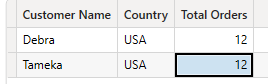 Customer Name Country Total Orders
Debra USA 12
Tameka USA 12